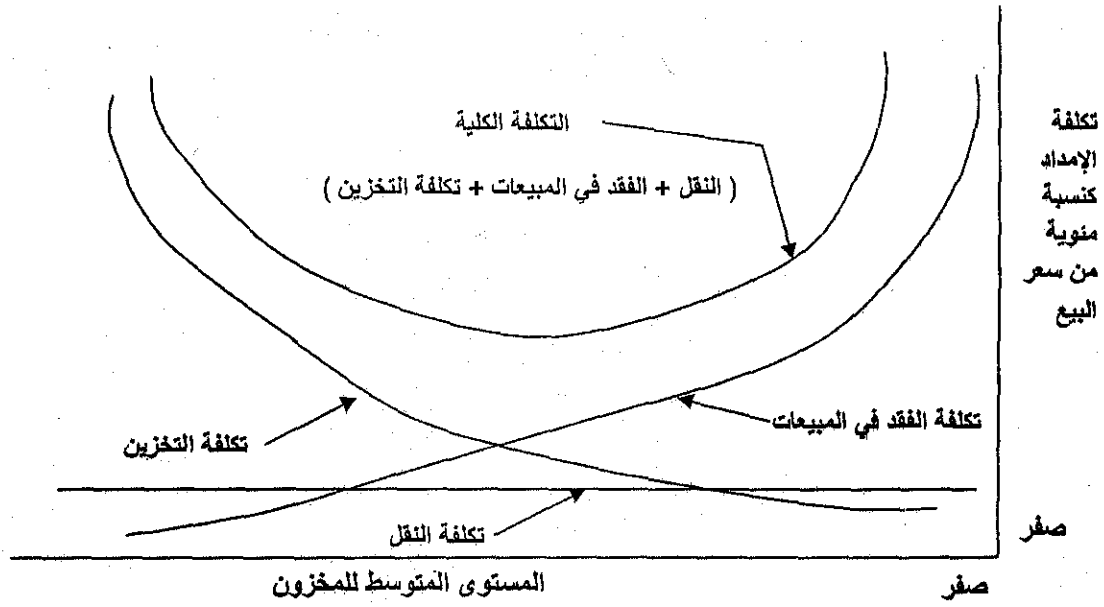 تكلفة
الإمداد
كنسبة
مئوية
من سعر
البيع
التكلفة الكلية
( النقل + الفقد في المبيعات + تكلفة التخزين )
تكلفة الفقد في المبيعات
تكلفة التخزين
تكلفة النقل
صفر
المستوى المتوسط للمخزون
صفر